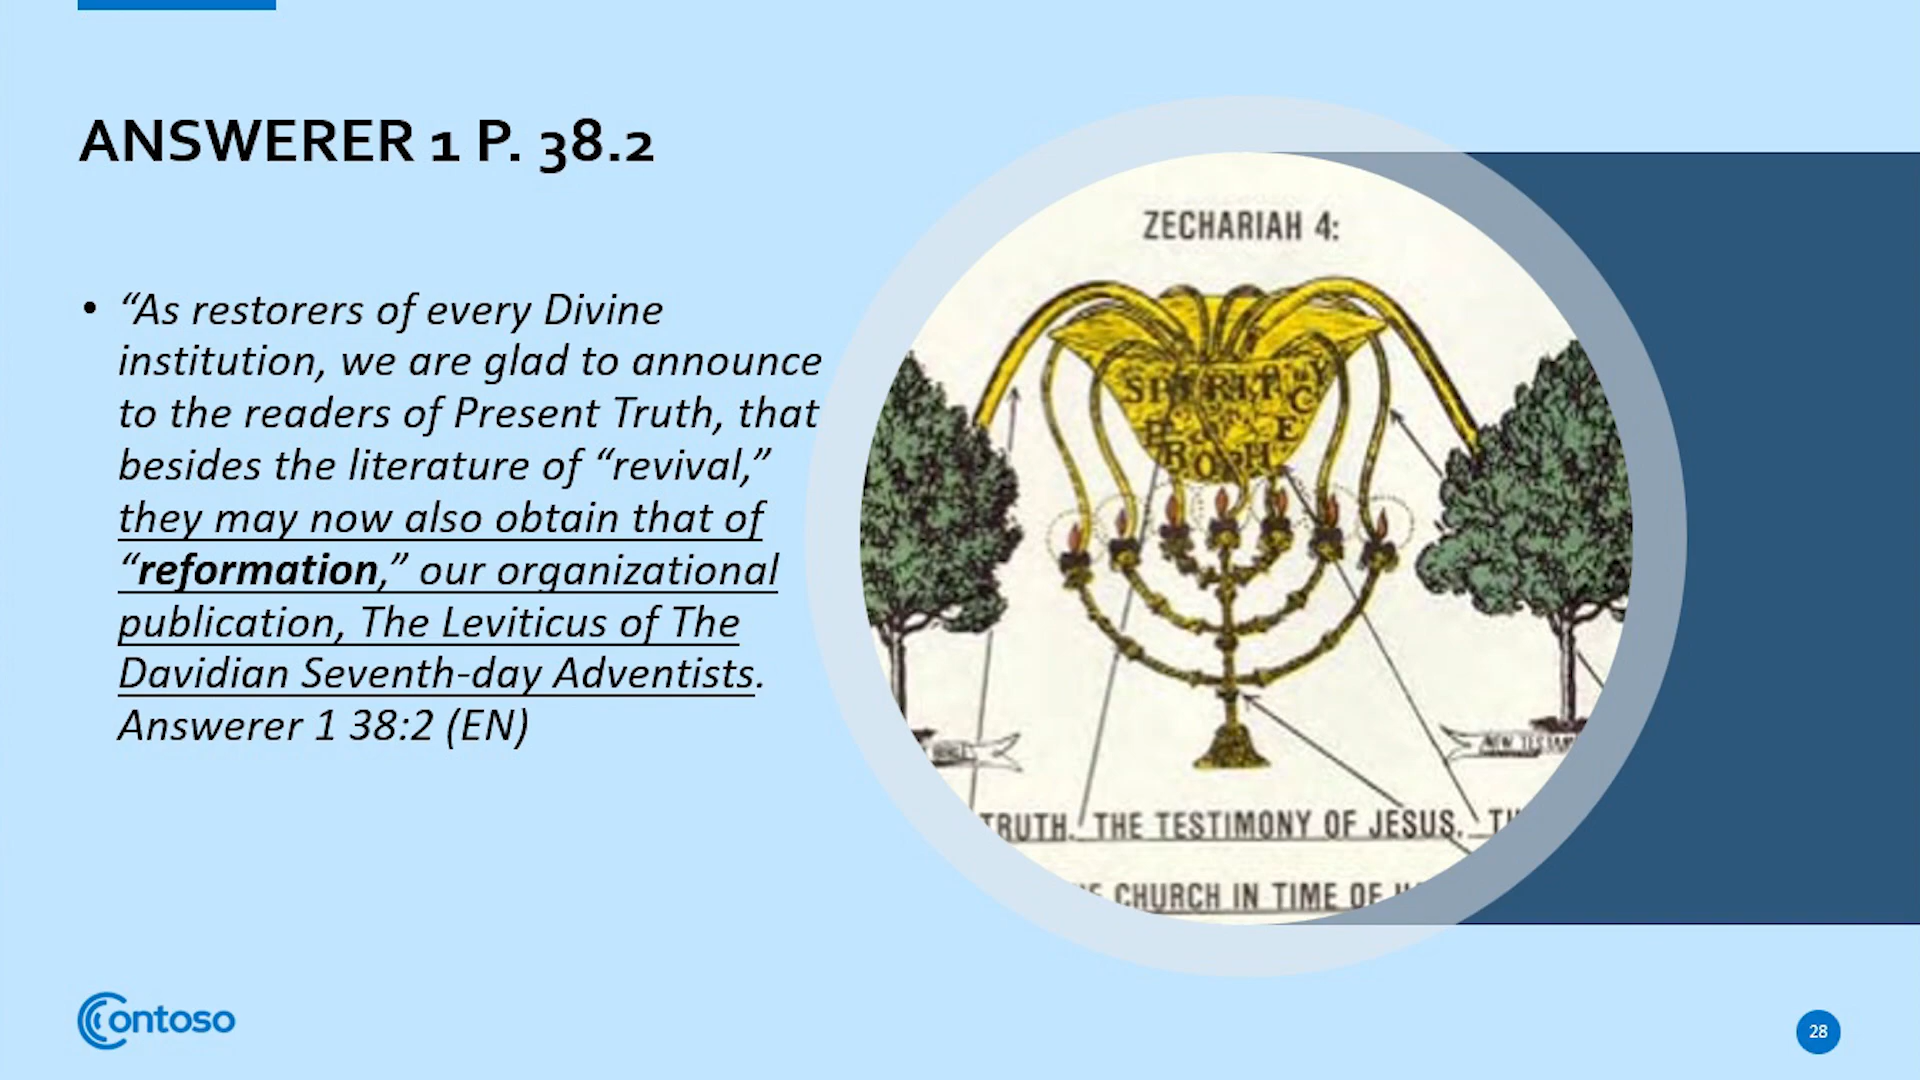 ANSWERER 1 P. 38.2
• “As restorers of every Divine
institution, we are glad to announce
to the readers of Present Truth, that
besides the literature of “revival,”
they may now also obtain that of
“reformation,” our organizational
publication, The Leviticus of The
Davidian Seventh-day Adventists.
Answerer 1 38:2 (EN)
ZECHARIAH 4:
SPIRIT
PROPH
NEW
TRUTH. THE TESTIMONY OF JESUS.
CHURCH IN TIME OF
Contoso
28